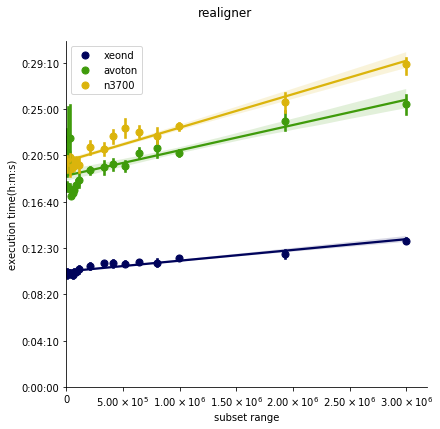 realigner
xeond
avoton
n3700
execution time(h:m:s)
0:29:10
0:25:00
0:20:50
0:16:40
0:12:30
0:08:20
0:04:10
0:00:00
0
5.00 × 10⁵
1.00 × 10⁶
1.50 × 10⁶
2.00 × 10⁶
2.50 × 10⁶
3.00 × 10⁶
subset range